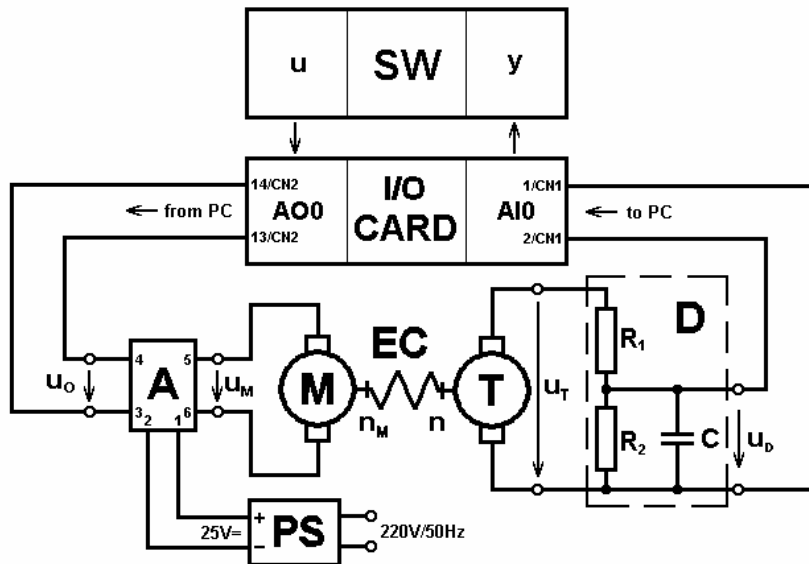 u SW y
14/CN2 I/O 1/CN1
← from PC AO0 CARD AI0 ← to PC
13/CN2 2/CN1
EC D
R1
4 5
uO A uM M T uT
3 2 1 6
nM n R2 C uD
25V= + PS 220V/50Hz
−